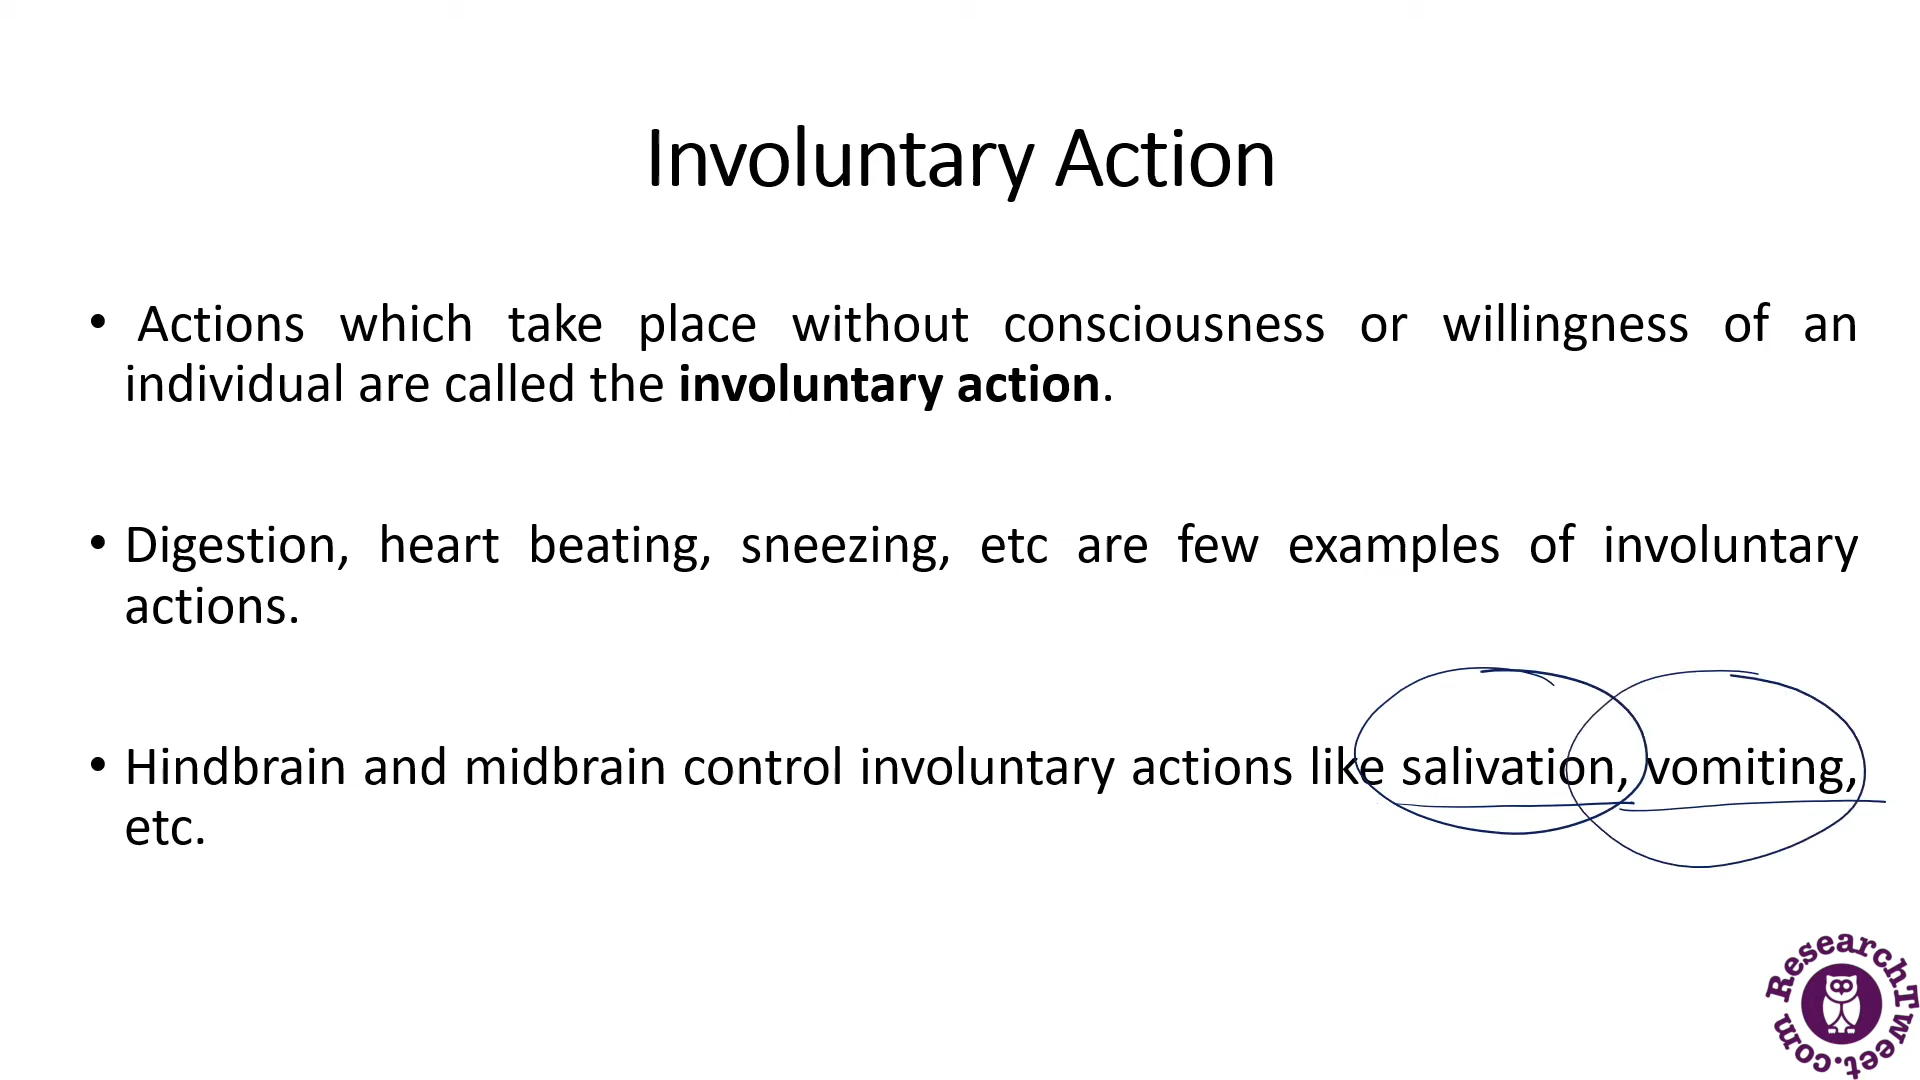 Involuntary Action
• Actions which take place without consciousness or willingness of an
individual are called the involuntary action.
• Digestion, heart beating, sneezing, etc are few examples of involuntary
actions.
• Hindbrain and midbrain control involuntary actions like salivation, vomiting,
etc.
ResearchTweet.com